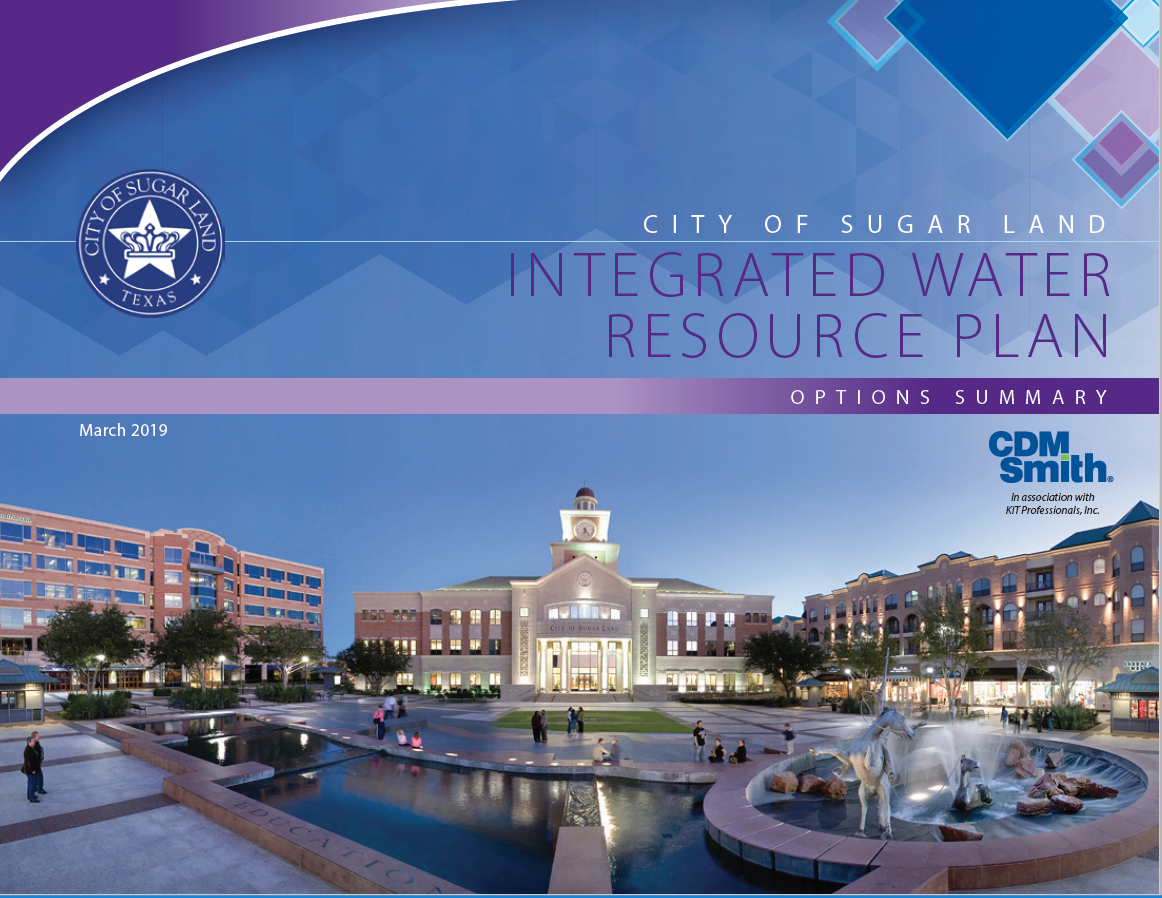 CITY OF SUGAR LAND
TEXAS
CITY OF SUGAR LAND
INTEGRATED WATER
RESOURCE PLAN
OPTIONS SUMMARY
March 2019
CDM
Smith®
In association with
KIT Professionals, Inc.
CITY OF SUGAR LAND
EDUCATION